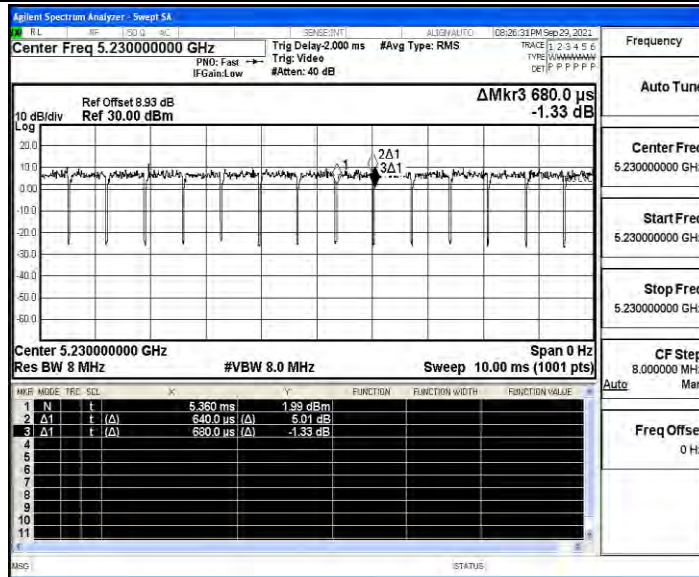 Agilent Spectrum Analyzer - Swept SA
RL RF 50 Ω AC SENSE:INT ALIGN AUTO 08:26:31 PM Sep 29, 2021
Center Freq 5.230000000 GHz
Trig Delay-2.000 ms #Avg Type: RMS
TRACE 1 2 3 4 5 6
PNO: Fast Trig: Video
TYPE WWWWWW
IFGain:Low #Atten: 40 dB
DET P P P P P P
Frequency
Auto Tune
ΔMkr3 680.0 µs
-1.33 dB
Ref Offset 8.93 dB
10 dB/div Ref 30.00 dBm
Log
20.0
10.0
0.00
-10.0
-20.0
-30.0
-40.0
-50.0
-60.0
1
2Δ1
3Δ1
Center Freq
5.230000000 GHz
Start Freq
5.230000000 GHz
Stop Freq
5.230000000 GHz
Center 5.230000000 GHz Span 0 Hz
Res BW 8 MHz #VBW 8.0 MHz Sweep 10.00 ms (1001 pts)
CF Step
8.000000 MHz
Auto Man
Freq Offset
0 Hz
MKR MODE TRC SCL X Y FUNCTION FUNCTION WIDTH FUNCTION VALUE
1 N t 5.360 ms 1.99 dBm
2 Δ1 t (Δ) 640.0 µs (Δ) 5.01 dB
3 Δ1 t (Δ) 680.0 µs (Δ) -1.33 dB
4
5
6
7
8
9
10
11
MSG STATUS